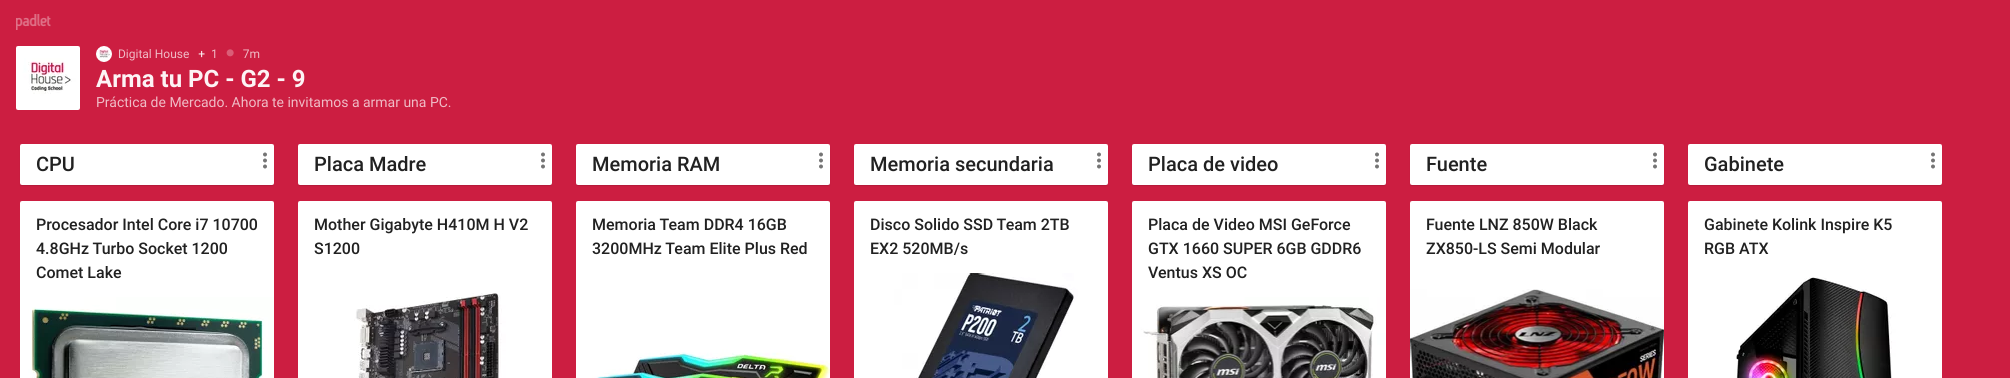 padlet
Digital House + 1 7m
Digital
House>
Coding School
Arma tu PC - G2 - 9
Práctica de Mercado. Ahora te invitamos a armar una PC.
CPU
Procesador Intel Core i7 10700
4.8GHz Turbo Socket 1200
Comet Lake
Placa Madre
Mother Gigabyte H410M H V2
S1200
Memoria RAM
Memoria Team DDR4 16GB
3200MHz Team Elite Plus Red
DELTA
Memoria secundaria
Disco Solido SSD Team 2TB
EX2 520MB/s
PATRIOT
P200
2
TB
Placa de video
Placa de Video MSI GeForce
GTX 1660 SUPER 6GB GDDR6
Ventus XS OC
msi
msi
Fuente
Fuente LNZ 850W Black
ZX850-LS Semi Modular
LNZ
SERIES
Gabinete
Gabinete Kolink Inspire K5
RGB ATX